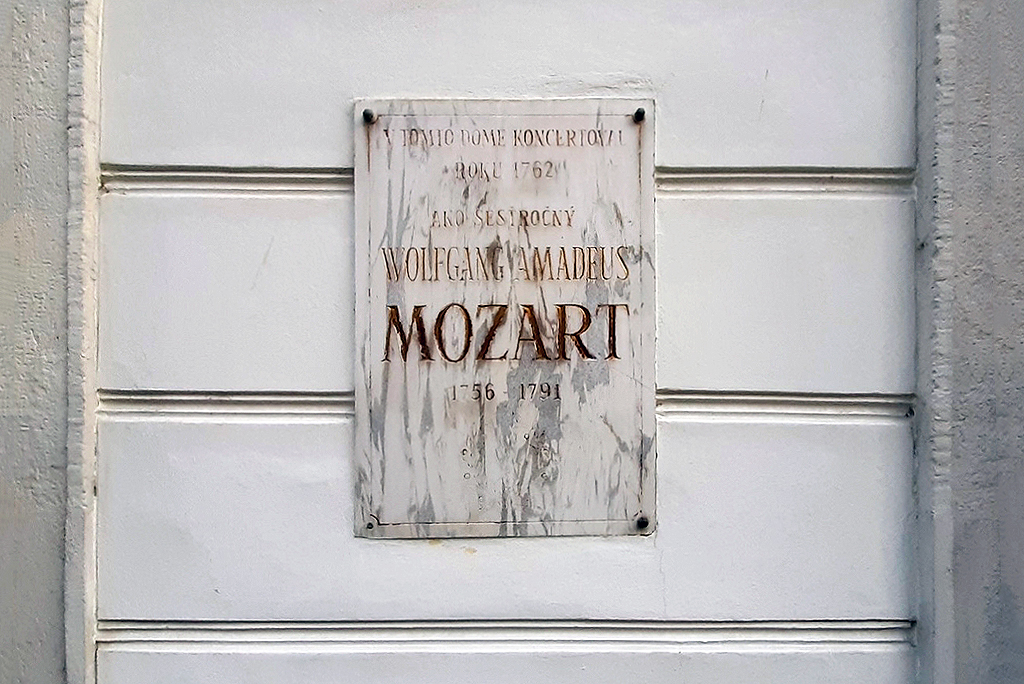 V TOMTO DOME KONCERTOVAL
ROKU 1762
AKO ŠESŤROČNÝ
WOLFGANG AMADEUS
MOZART
1756 - 1791